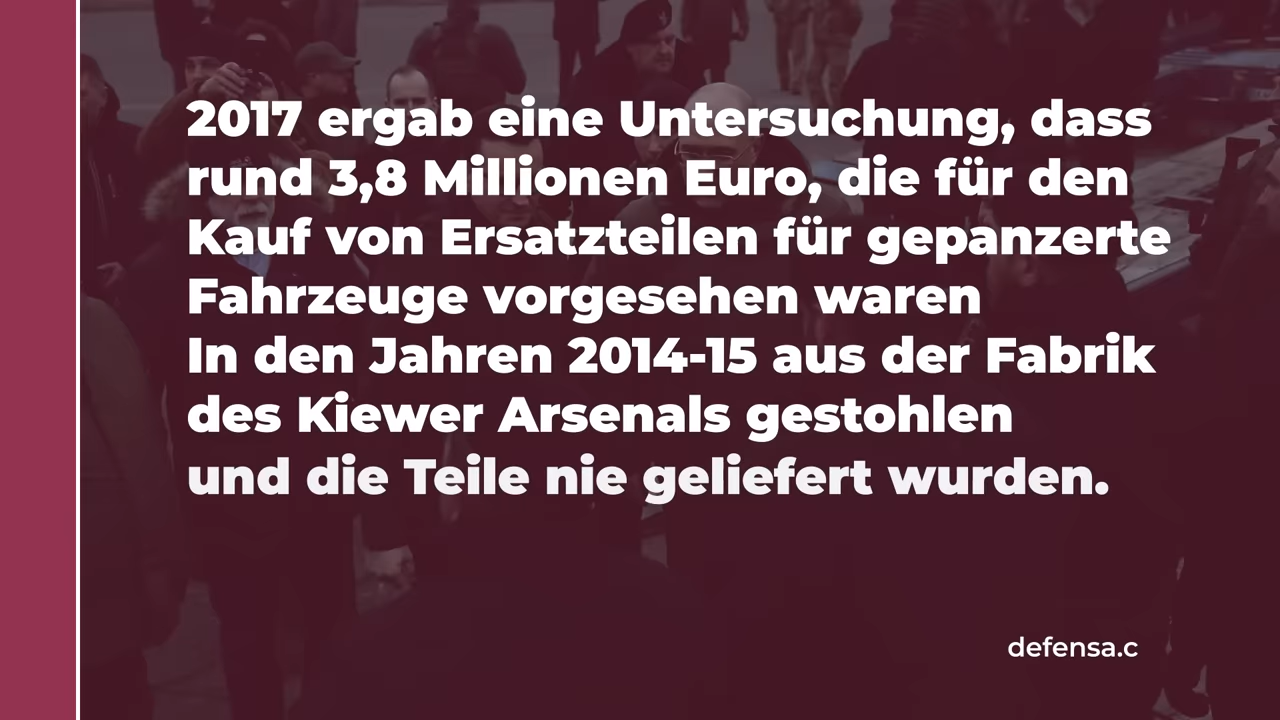 2017 ergab eine Untersuchung, dass
rund 3,8 Millionen Euro, die für den
Kauf von Ersatzteilen für gepanzerte
Fahrzeuge vorgesehen waren
In den Jahren 2014-15 aus der Fabrik
des Kiewer Arsenals gestohlen
und die Teile nie geliefert wurden.
defensa.c